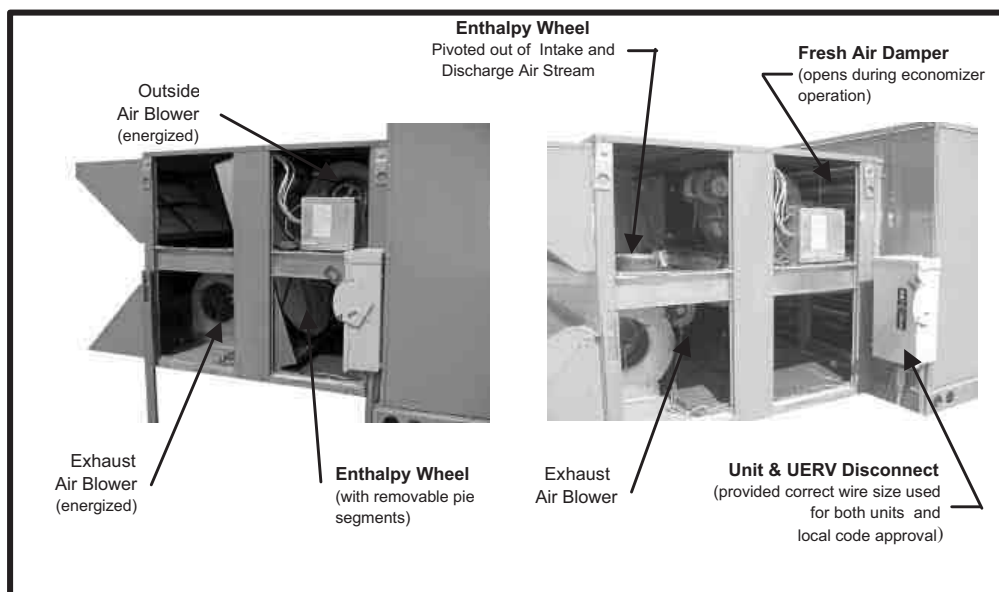 Enthalpy Wheel
Pivoted out of Intake and
Discharge Air Stream
Fresh Air Damper
(opens during economizer
operation)
Outside
Air Blower
(energized)
Exhaust
Air Blower
(energized)
Enthalpy Wheel
(with removable pie
segments)
Exhaust
Air Blower
Unit & UERV Disconnect
(provided correct wire size used
for both units and
local code approval)